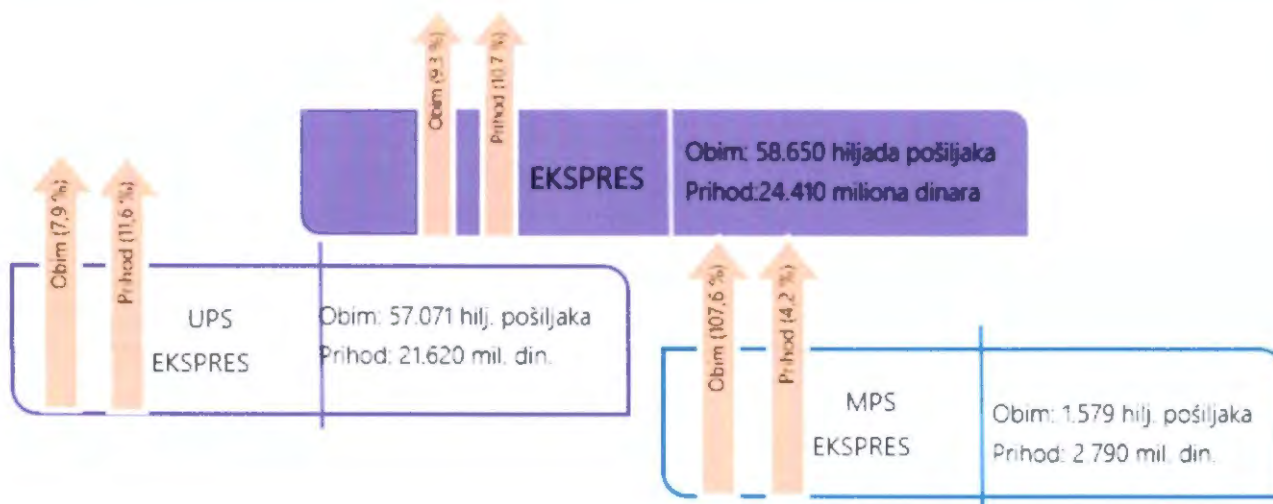 Obim (9,3 %)
Prihod (10,7 %)
EKSPRES
Obim: 58.650 hiljada pošiljaka
Prihod:24.410 miliona dinara
Obim (7,9 %)
Prihod (11,6 %)
UPS
EKSPRES
Obim: 57.071 hilj. pošiljaka
Prihod: 21.620 mil. din.
Obim (107,6 %)
Prihod (4,2 %)
MPS
EKSPRES
Obim: 1.579 hilj. pošiljaka
Prihod: 2.790 mil. din.